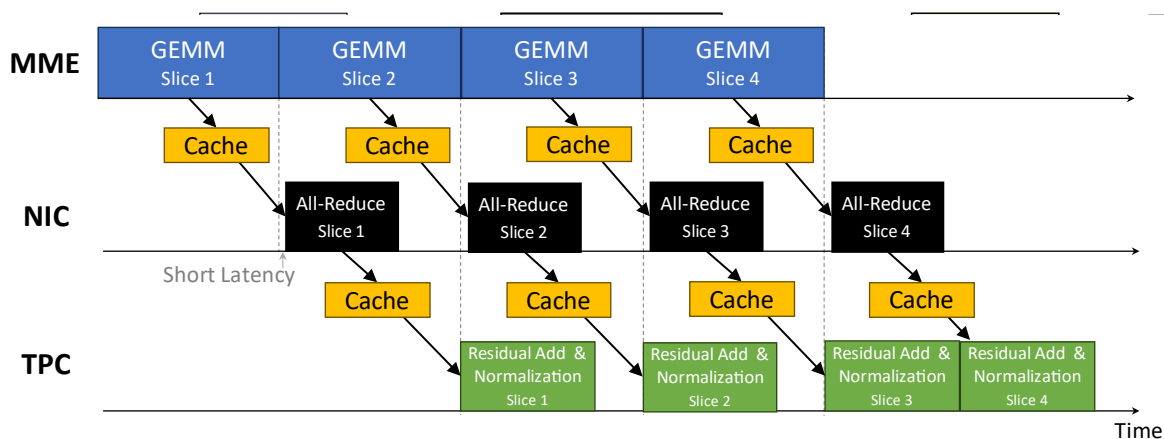 MME
GEMM
Slice 1
GEMM
Slice 2
GEMM
Slice 3
GEMM
Slice 4
Cache
Cache
Cache
Cache
NIC
All-Reduce
Slice 1
All-Reduce
Slice 2
All-Reduce
Slice 3
All-Reduce
Slice 4
Short Latency
Cache
Cache
Cache
Cache
TPC
Residual Add &
Normalization
Slice 1
Residual Add &
Normalization
Slice 2
Residual Add &
Normalization
Slice 3
Residual Add &
Normalization
Slice 4
Time